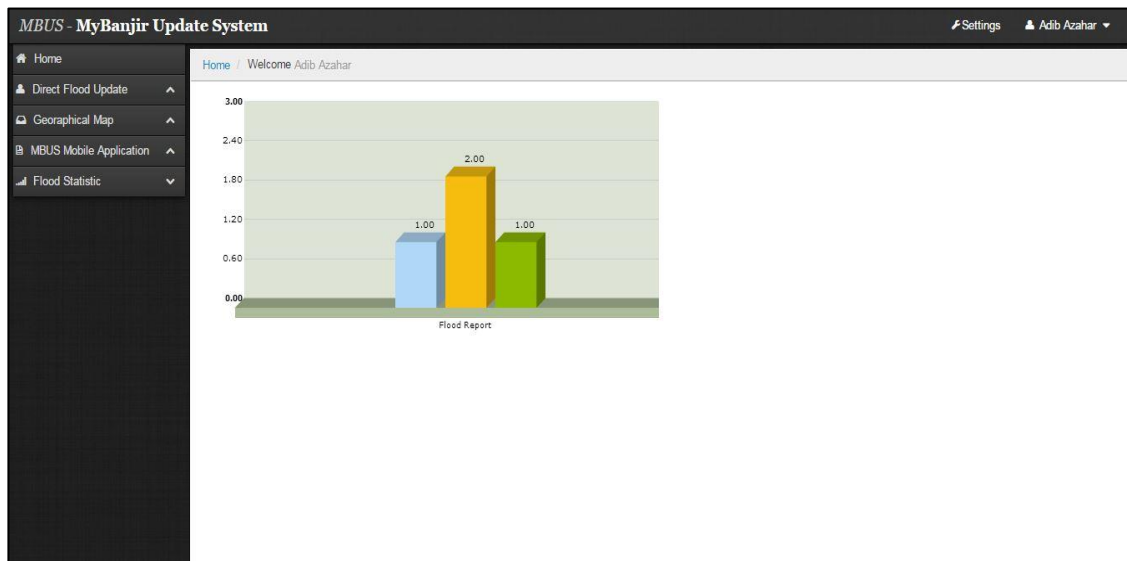 MBUS - MyBanjir Update System
Settings
Adib Azahar
Home
Direct Flood Update
Georaphical Map
MBUS Mobile Application
Flood Statistic
Home / Welcome Adib Azahar
3.00
2.40
1.80
1.20
0.60
0.00
2.00
1.00
1.00
Flood Report